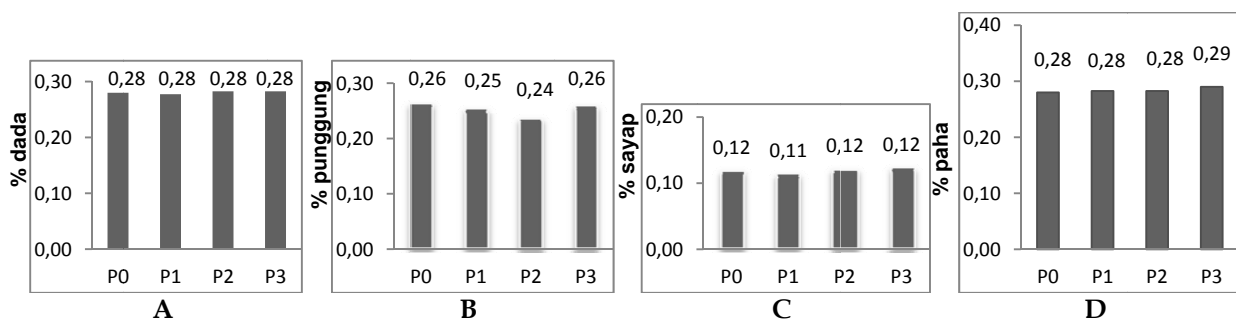 % dada
0,30
0,20
0,10
0,00
0,28 0,28 0,28 0,28
P0 P1 P2 P3
A
% punggung
0,30
0,20
0,10
0,00
0,26 0,25 0,24 0,26
P0 P1 P2 P3
B
% sayap
0,20
0,10
0,00
0,12 0,11 0,12 0,12
P0 P1 P2 P3
C
% paha
0,40
0,30
0,20
0,10
0,00
0,28 0,28 0,28 0,29
P0 P1 P2 P3
D